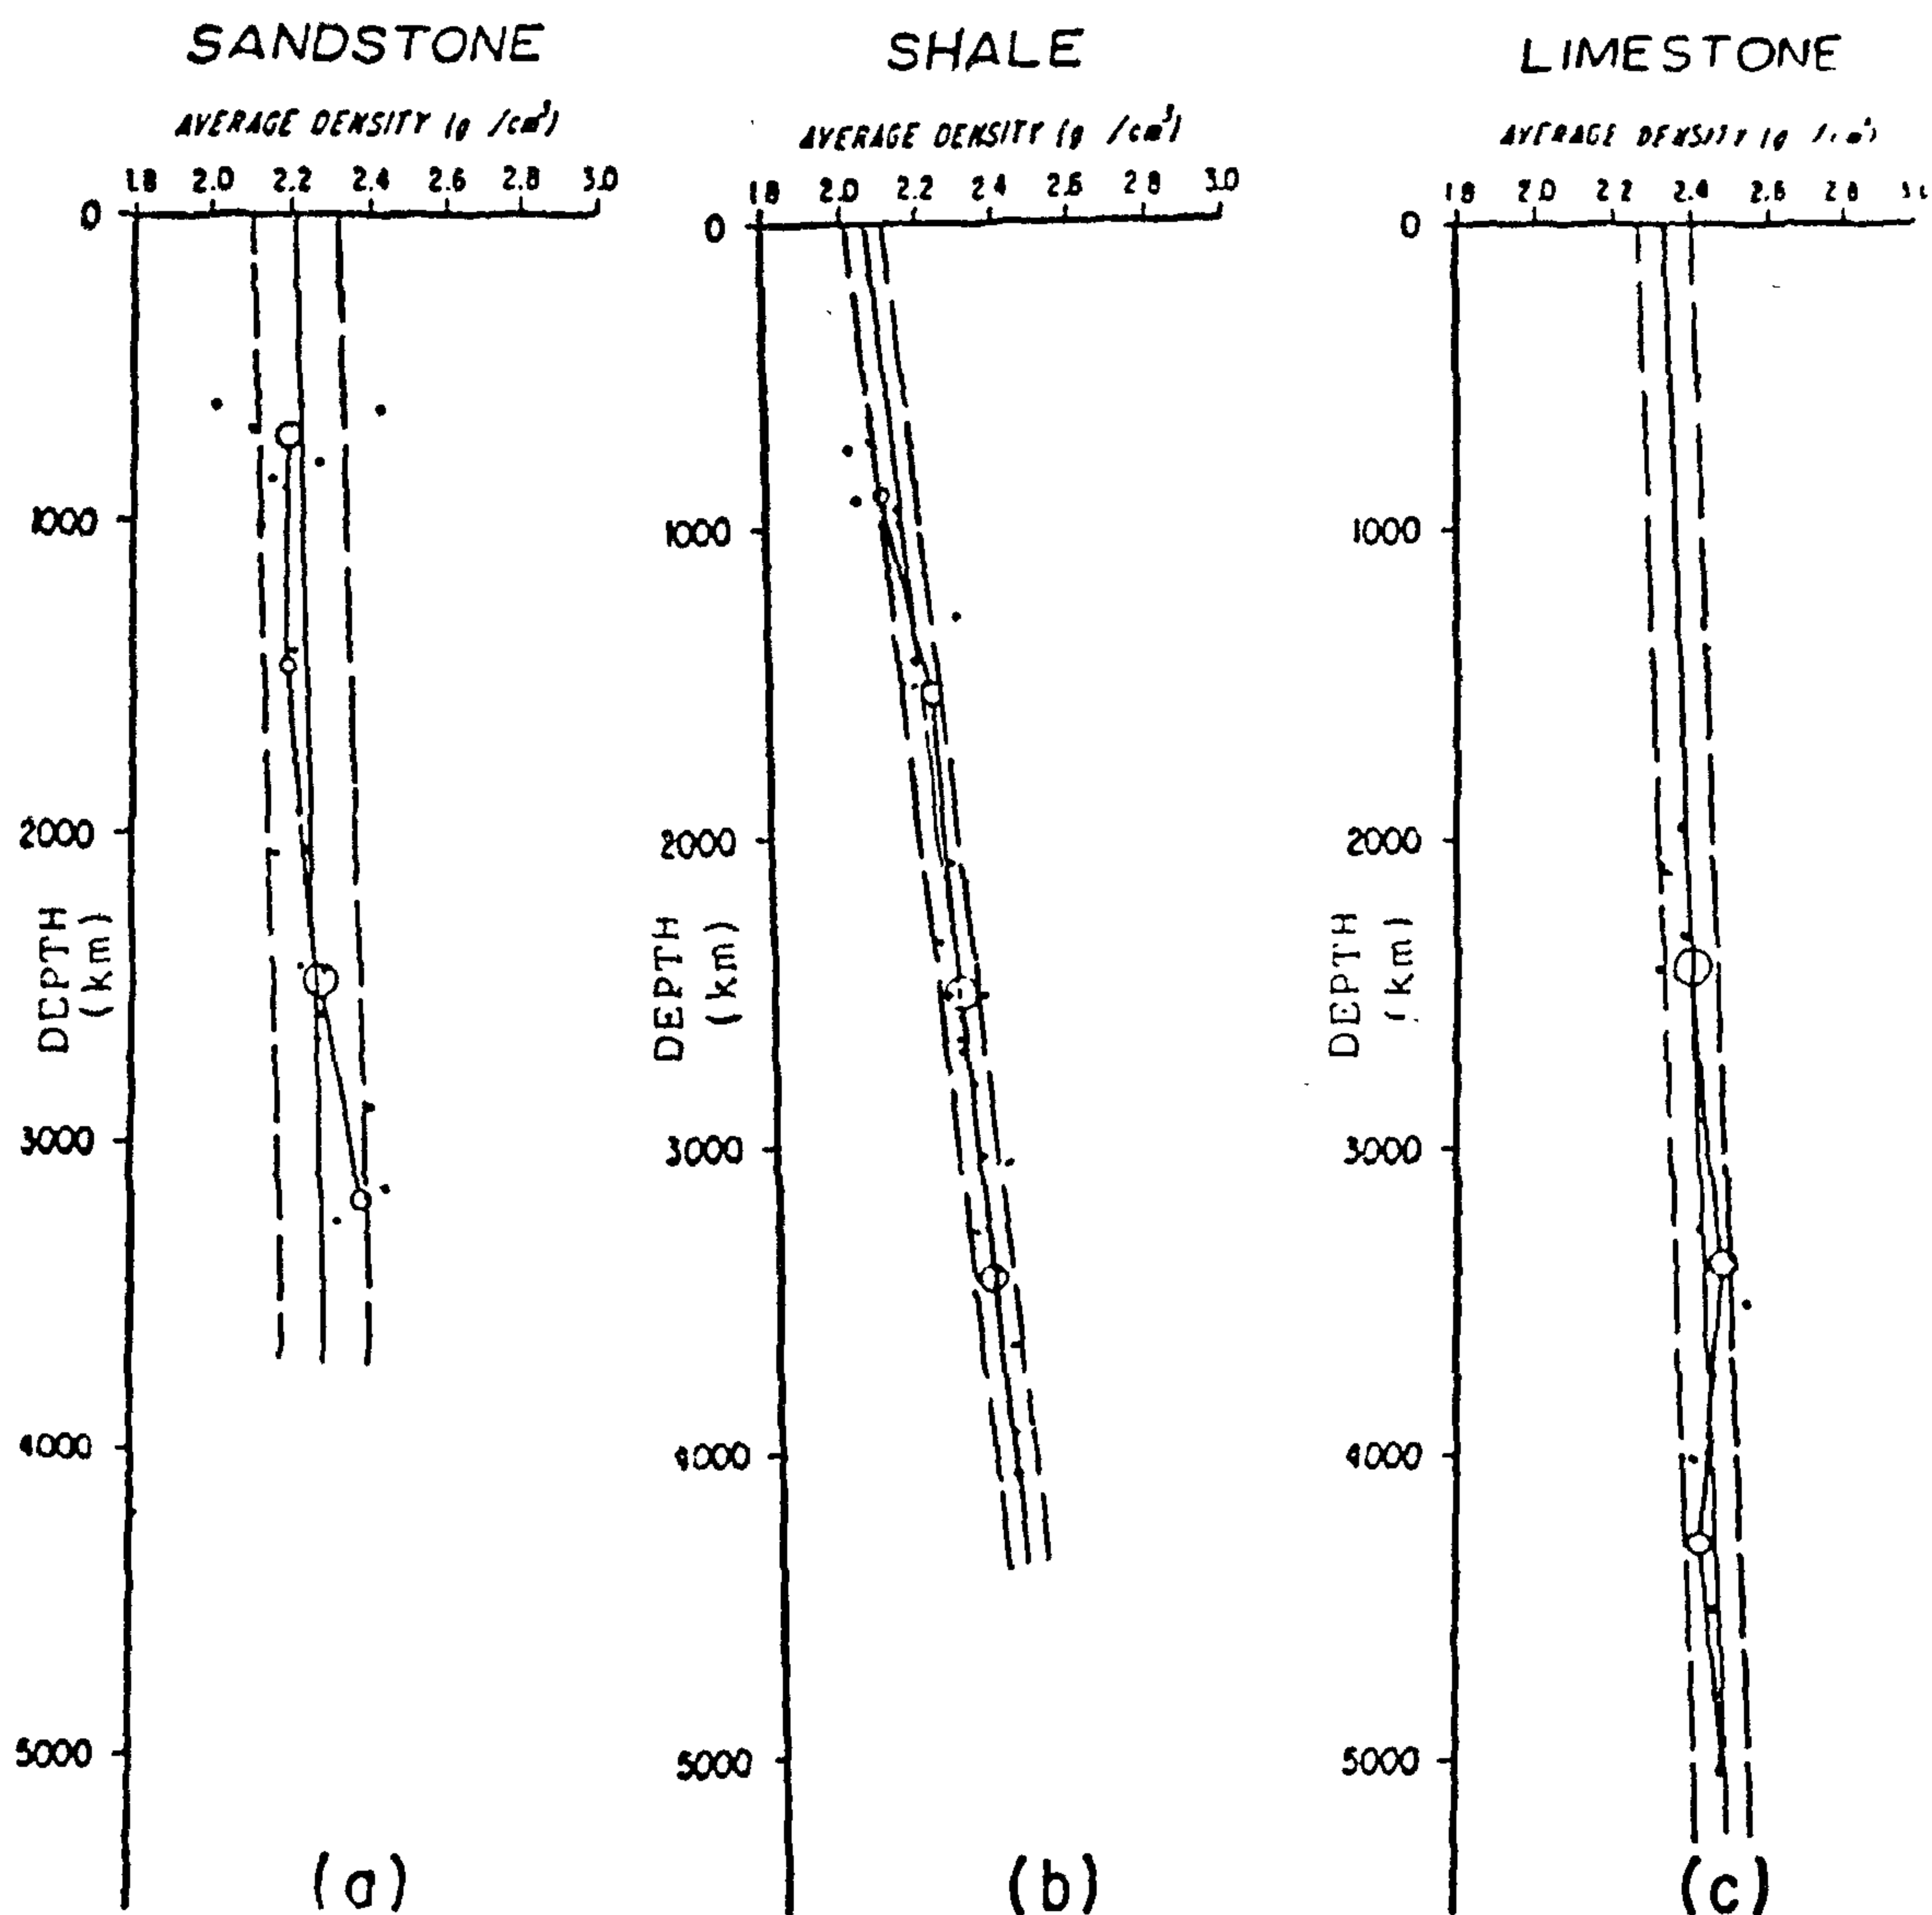 SANDSTONE
AVERAGE DENSITY (g /cm³)
1.8 2.0 2.2 2.4 2.6 2.8 3.0
0
1000
2000
3000
4000
5000
DEPTH
(km)
(a)
SHALE
AVERAGE DENSITY (g /cm³)
1.8 2.0 2.2 2.4 2.6 2.8 3.0
0
1000
2000
3000
4000
5000
DEPTH
(km)
(b)
LIMESTONE
AVERAGE DENSITY (g
1.8 2.0 2.2 2.4 2.6 2.8
0
1000
2000
3000
4000
5000
DEPTH
(km)
(c)